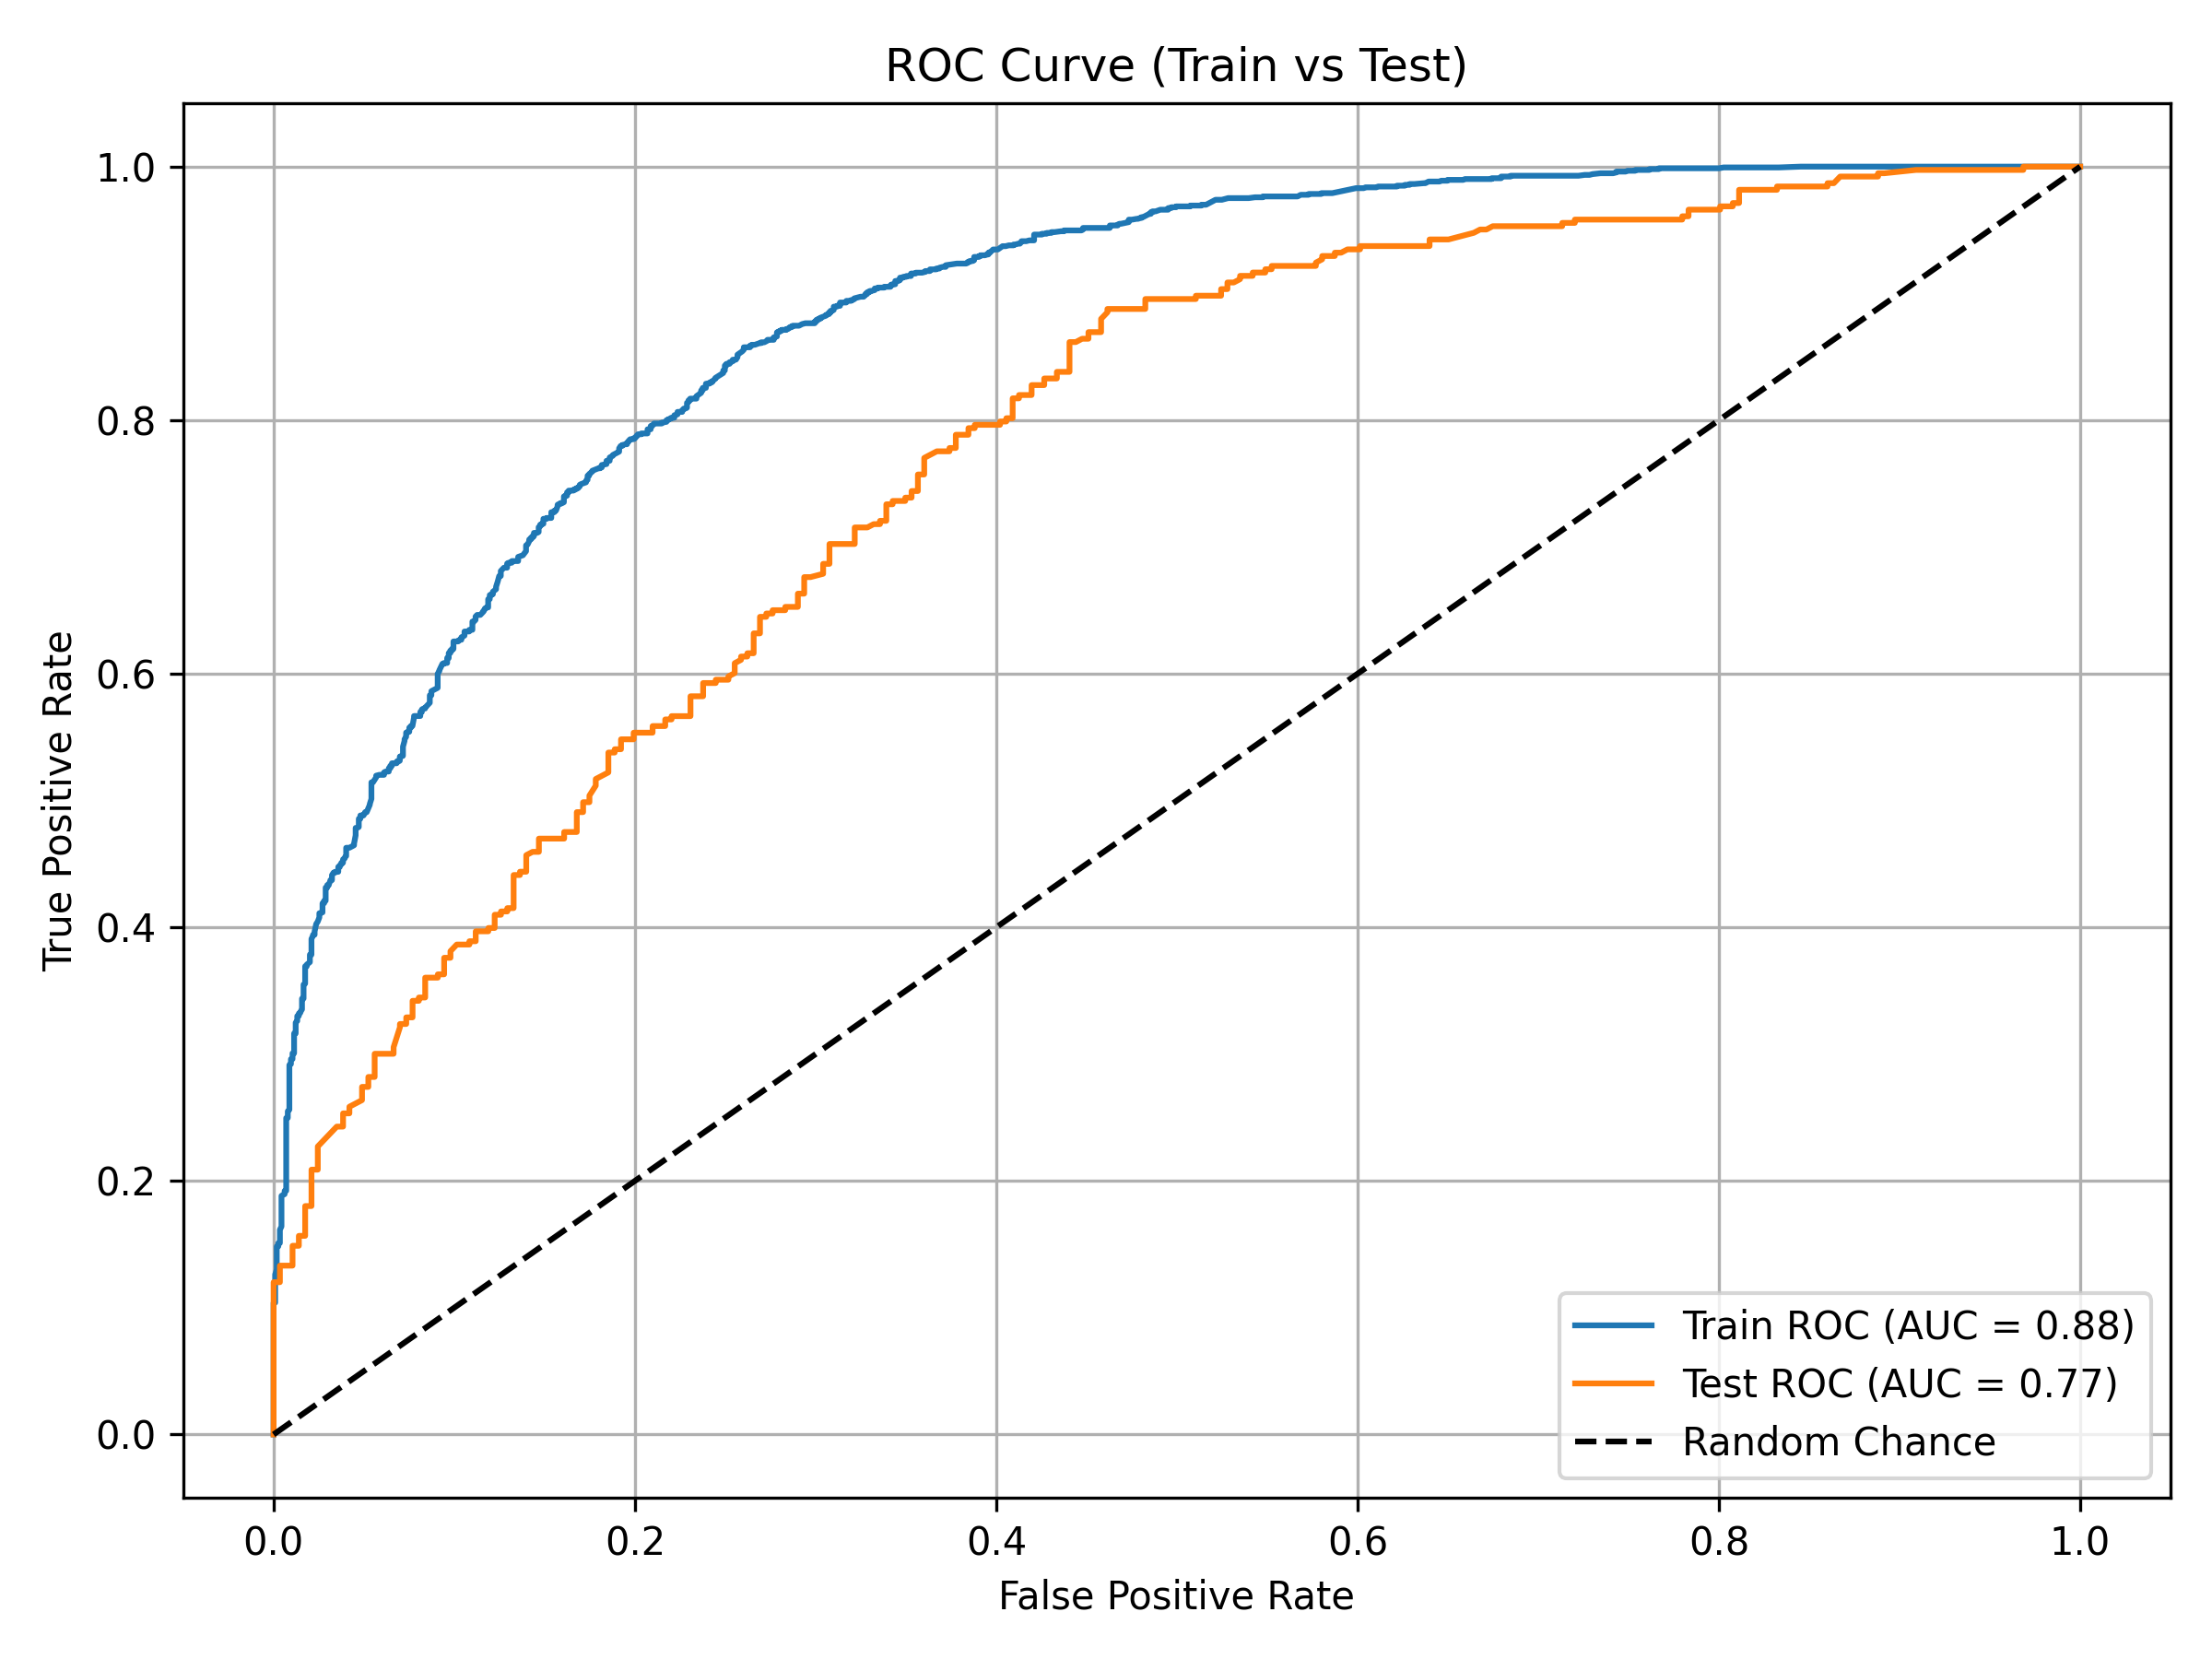 ROC Curve (Train vs Test)
True Positive Rate
1.0
0.8
0.6
0.4
0.2
0.0
0.0 0.2 0.4 0.6 0.8 1.0
False Positive Rate
Train ROC (AUC = 0.88)
Test ROC (AUC = 0.77)
Random Chance